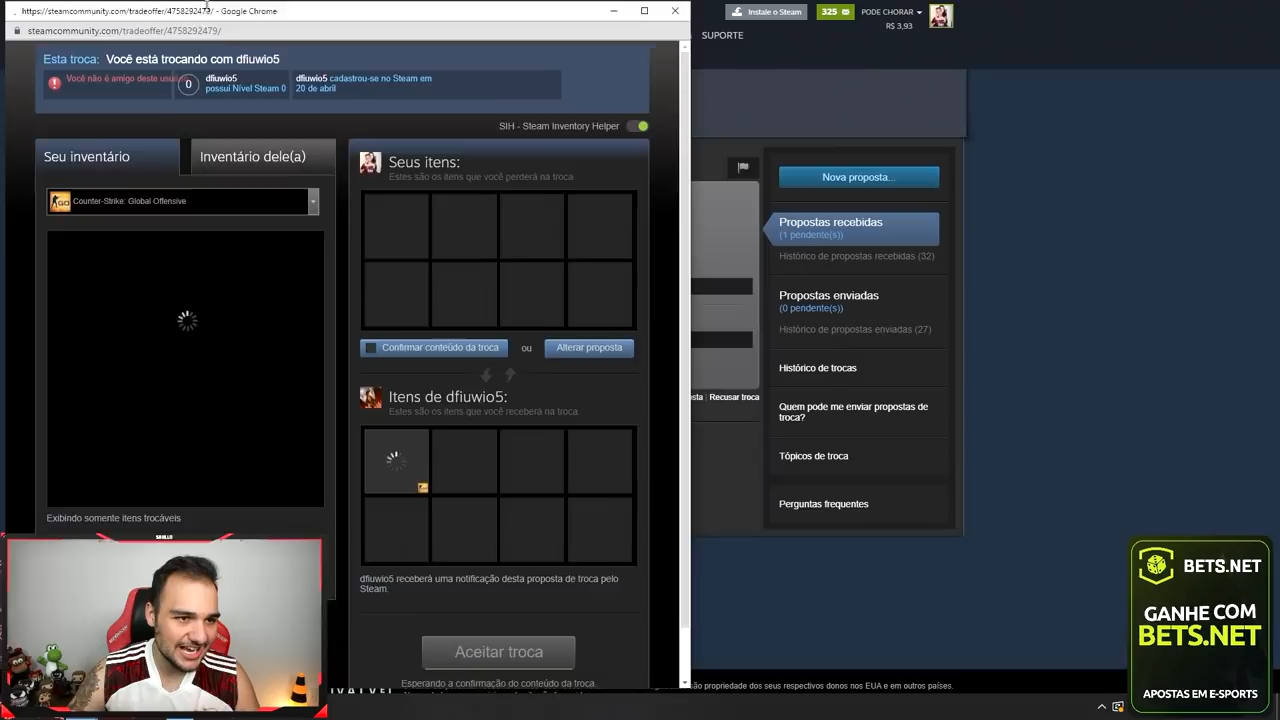 https://steamcommunity.com/tradeoffer/4758292479/ - Google Chrome
steamcommunity.com/tradeoffer/4758292479/
Instale o Steam
325
PODE CHORAR
R$ 3,93
SUPORTE
Esta troca: Você está trocando com dfiuwio5
Você não é amigo deste
0
dfiuwio5
possui Nível Steam 0
dfiuwio5 cadastrou-se no Steam em
20 de abril
SIH - Steam Inventory Helper
Seu inventário
Inventário dele(a)
Counter-Strike: Global Offensive
Exibindo somente itens trocáveis
Seus itens:
Estes são os itens que você perderá na troca
Confirmar conteúdo da troca
ou
Alterar proposta
Itens de dfiuwio5:
Estes são os itens que você receberá na troca.
dfiuwio5 receberá uma notificação desta proposta de troca pelo
Steam.
Aceitar troca
Esperando a confirmação do conteúdo da troca.
| Recusar troca
Nova proposta...
Propostas recebidas
(1 pendente(s))
Histórico de propostas recebidas (32)
Propostas enviadas
(0 pendente(s))
Histórico de propostas enviadas (27)
Histórico de trocas
Quem pode me enviar propostas de
troca?
Tópicos de troca
Perguntas frequentes
são propriedade dos seus respectivos donos nos EUA e em outros países.
BETS.NET
GANHE COM
BETS.NET
APOSTAS EM E-SPORTS